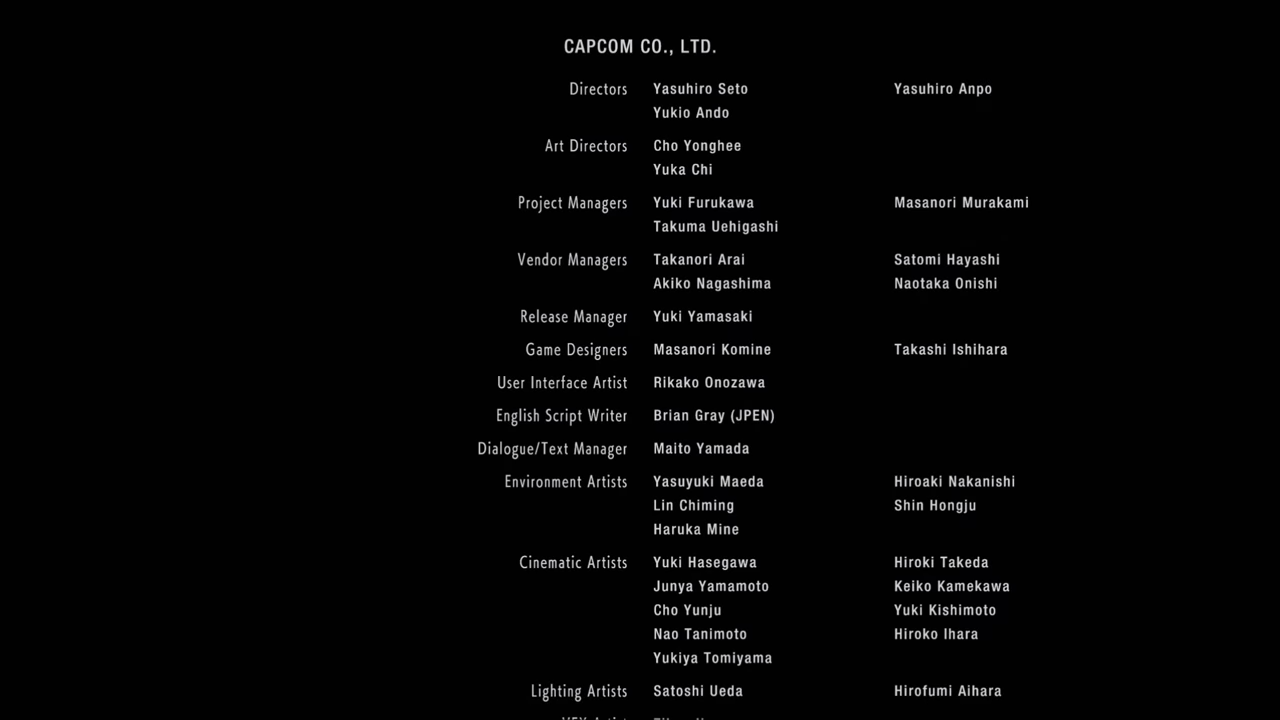 CAPCOM CO., LTD.
Directors Yasuhiro Seto Yasuhiro Anpo
Yukio Ando
Art Directors Cho Yonghee
Yuka Chi
Project Managers Yuki Furukawa Masanori Murakami
Takuma Uehigashi
Vendor Managers Takanori Arai Satomi Hayashi
Akiko Nagashima Naotaka Onishi
Release Manager Yuki Yamasaki
Game Designers Masanori Komine Takashi Ishihara
User Interface Artist Rikako Onozawa
English Script Writer Brian Gray (JPEN)
Dialogue/Text Manager Maito Yamada
Environment Artists Yasuyuki Maeda Hiroaki Nakanishi
Lin Chiming Shin Hongju
Haruka Mine
Cinematic Artists Yuki Hasegawa Hiroki Takeda
Junya Yamamoto Keiko Kamekawa
Cho Yunju Yuki Kishimoto
Nao Tanimoto Hiroko Ihara
Yukiya Tomiyama
Lighting Artists Satoshi Ueda Hirofumi Aihara